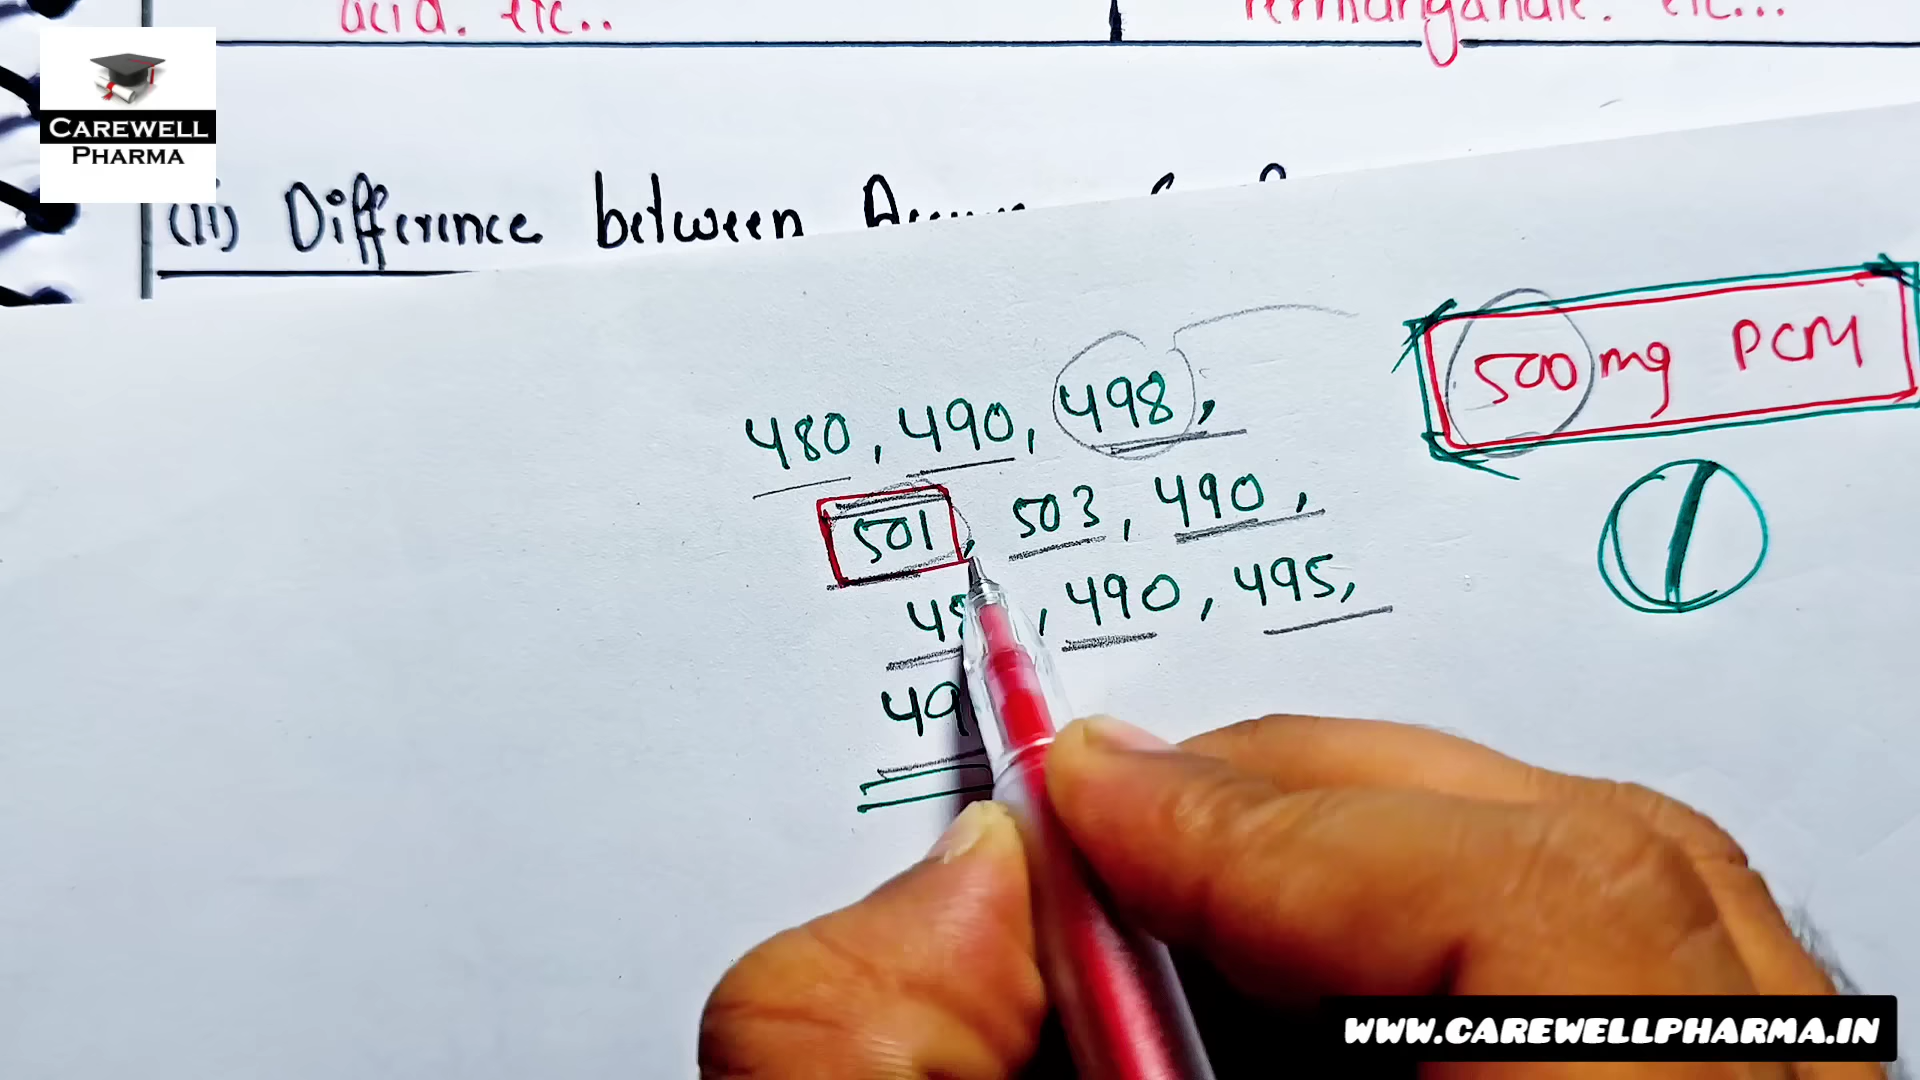 acid. etc..
Permanganate. etc...
CAREWELL
PHARMA
(ii) Difference between
500 mg PCM
480, 490, 498,
501, 503, 490,
, 490, 495,
www.carewellpharma.in